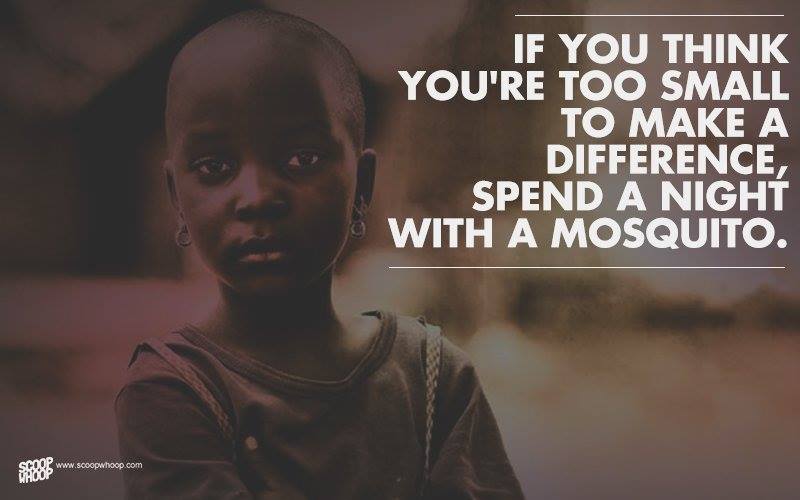 IF YOU THINK
YOU'RE TOO SMALL
TO MAKE A
DIFFERENCE,
SPEND A NIGHT
WITH A MOSQUITO.
SCOOP
WHOOP
www.scoopwhoop.com